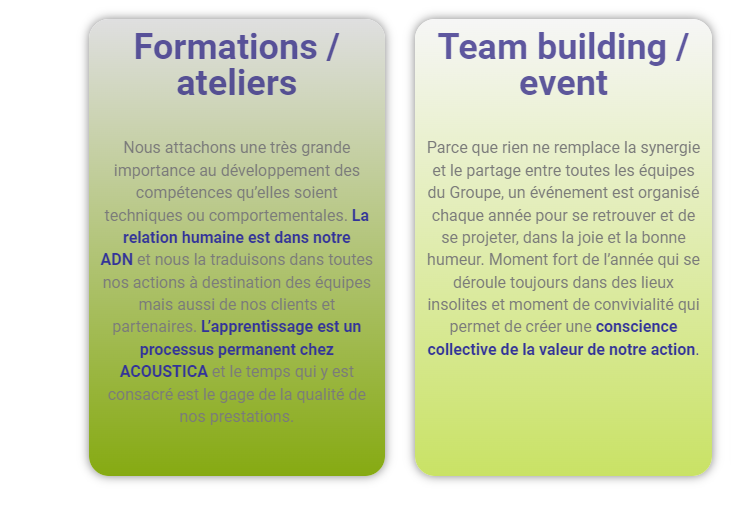 Formations /
ateliers
Nous attachons une très grande
importance au développement des
compétences qu’elles soient
techniques ou comportementales. La
relation humaine est dans notre
ADN et nous la traduisons dans toutes
nos actions à destination des équipes
mais aussi de nos clients et
partenaires. L’apprentissage est un
processus permanent chez
ACOUSTICA et le temps qui y est
consacré est le gage de la qualité de
nos prestations.
Team building /
event
Parce que rien ne remplace la synergie
et le partage entre toutes les équipes
du Groupe, un événement est organisé
chaque année pour se retrouver et de
se projeter, dans la joie et la bonne
humeur. Moment fort de l’année qui se
déroule toujours dans des lieux
insolites et moment de convivialité qui
permet de créer une conscience
collective de la valeur de notre action.